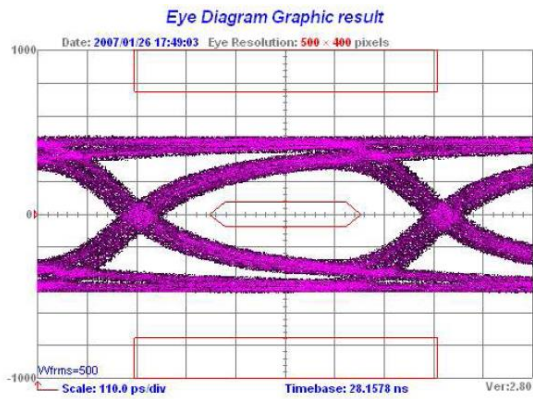 Eye Diagram Graphic result
Date: 2007/01/26 17:49:03 Eye Resolution: 500 × 400 pixels
1000
0
Wfrms=500
-1000
Scale: 110.0 ps/div Timebase: 28.1578 ns Ver:2.80